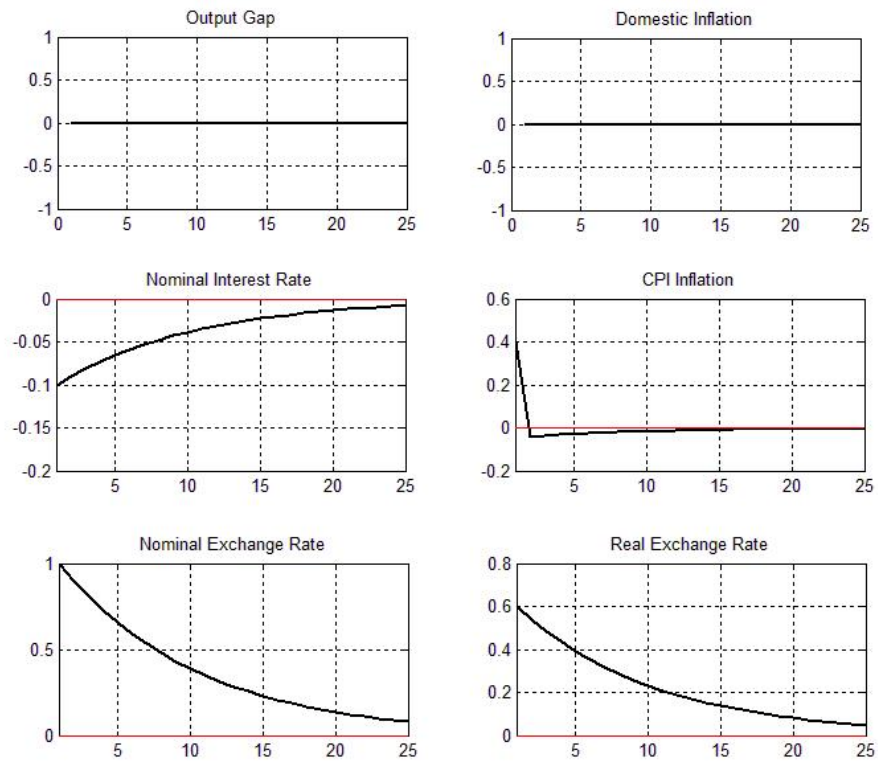 Output Gap
1
0.5
0
-0.5
-1
0 5 10 15 20 25
Domestic Inflation
1
0.5
0
-0.5
-1
0 5 10 15 20 25
Nominal Interest Rate
0
-0.05
-0.1
-0.15
-0.2
5 10 15 20 25
CPI Inflation
0.6
0.4
0.2
0
-0.2
5 10 15 20 25
Nominal Exchange Rate
1
0.5
0
5 10 15 20 25
Real Exchange Rate
0.8
0.6
0.4
0.2
0
5 10 15 20 25